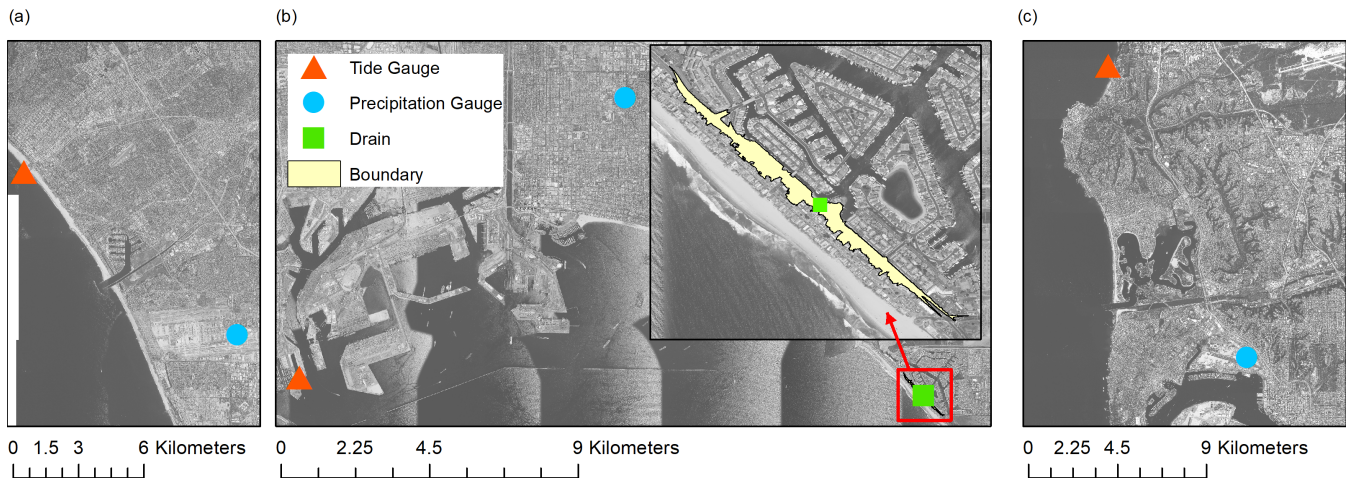 (a)
(b)
(c)
Tide Gauge
Precipitation Gauge
Drain
Boundary
0 1.5 3 6 Kilometers
0 2.25 4.5 9 Kilometers
0 2.25 4.5 9 Kilometers